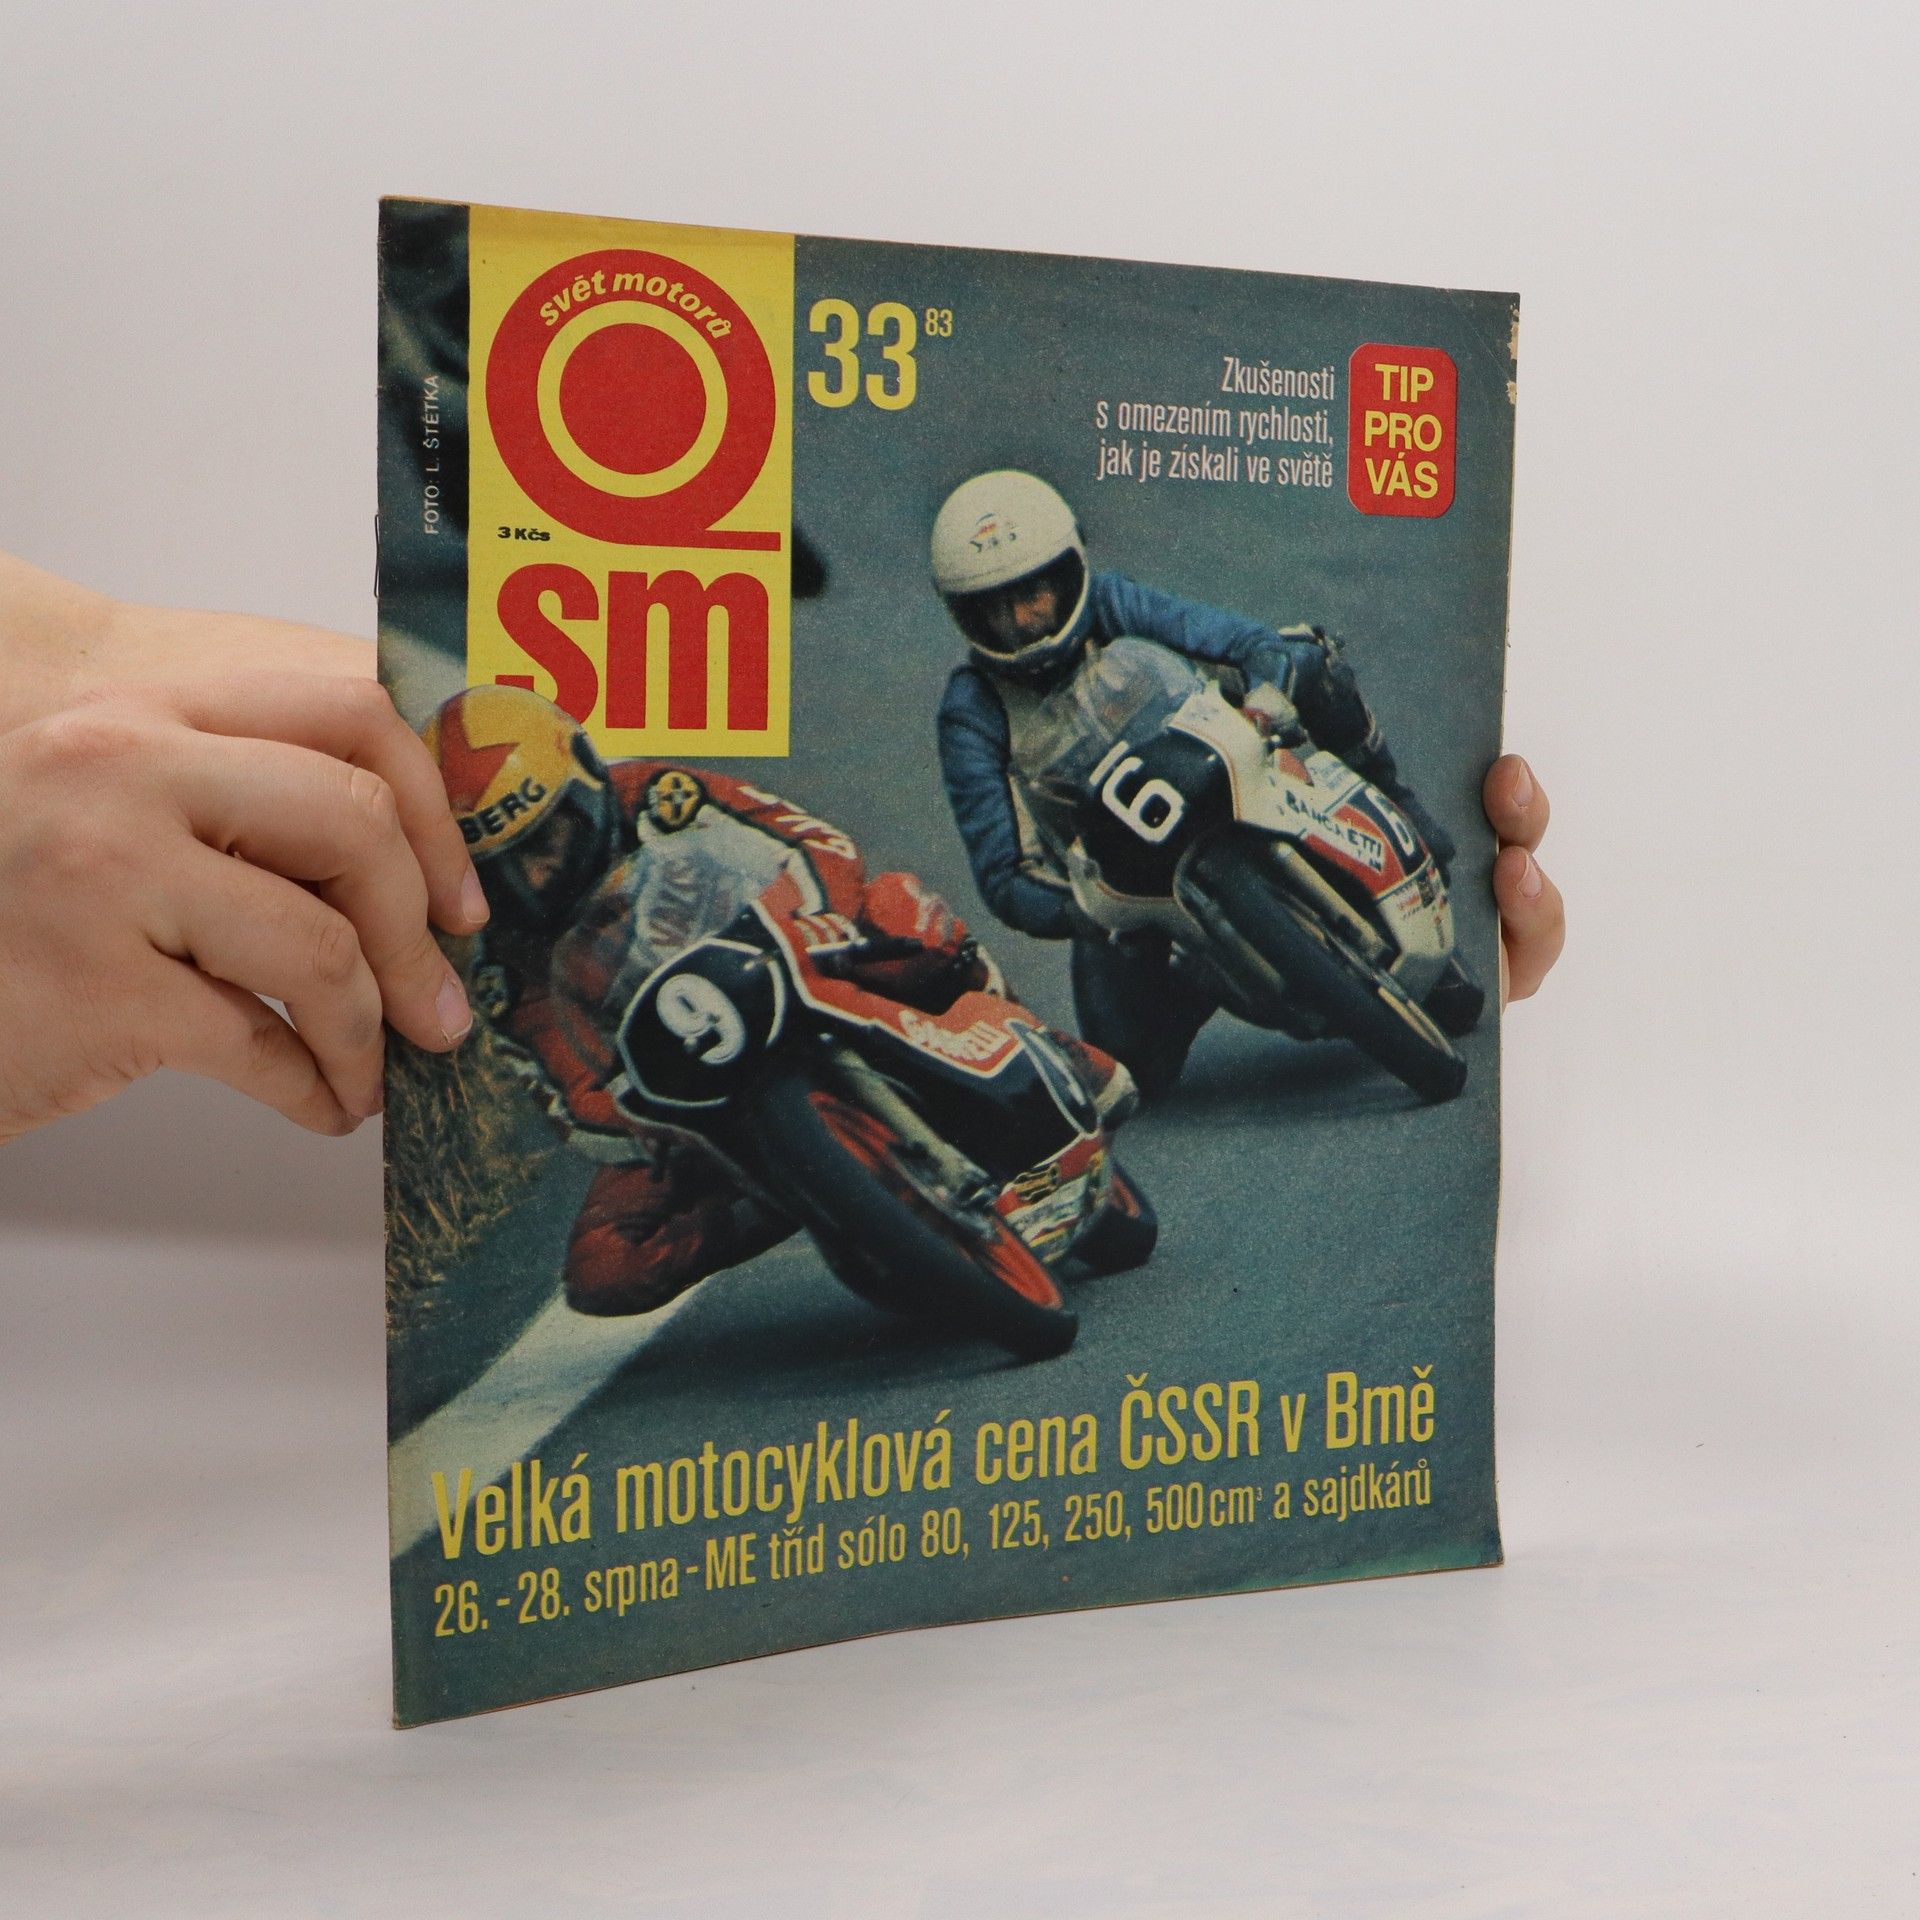 svět motorů
3 Kčs
sm
33 83
Zkušenosti
s omezením rychlosti,
jak je získali ve světě
TIP
PRO
VÁS
FOTO: L. ŠTĚTKA
BERG
9
6
Velká motocyklová cena ČSSR v Brně
26. - 28. srpna - ME tříd sólo 80, 125, 250, 500 cm³ a sajdkárů